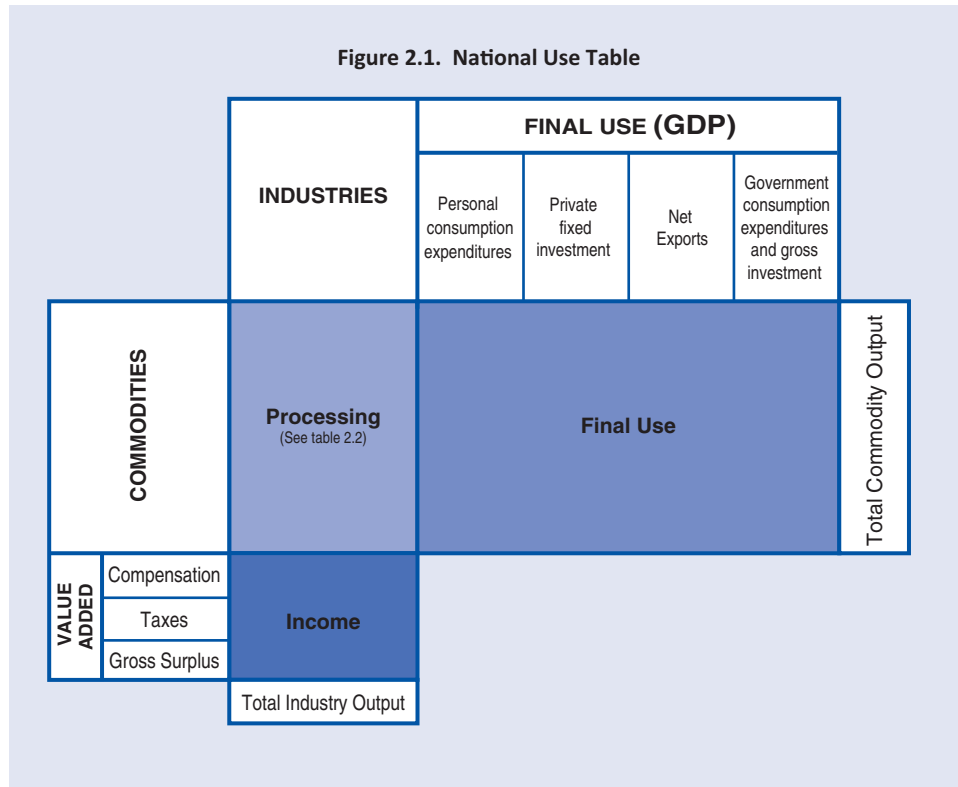 Figure 2.1. National Use Table
INDUSTRIES
FINAL USE (GDP)
Personal
consumption
expenditures
Private
fixed
investment
Net
Exports
Government
consumption
expenditures
and gross
investment
COMMODITIES
Processing
(See table 2.2)
Final Use
Total Commodity Output
VALUE
ADDED
Compensation
Taxes
Gross Surplus
Income
Total Industry Output